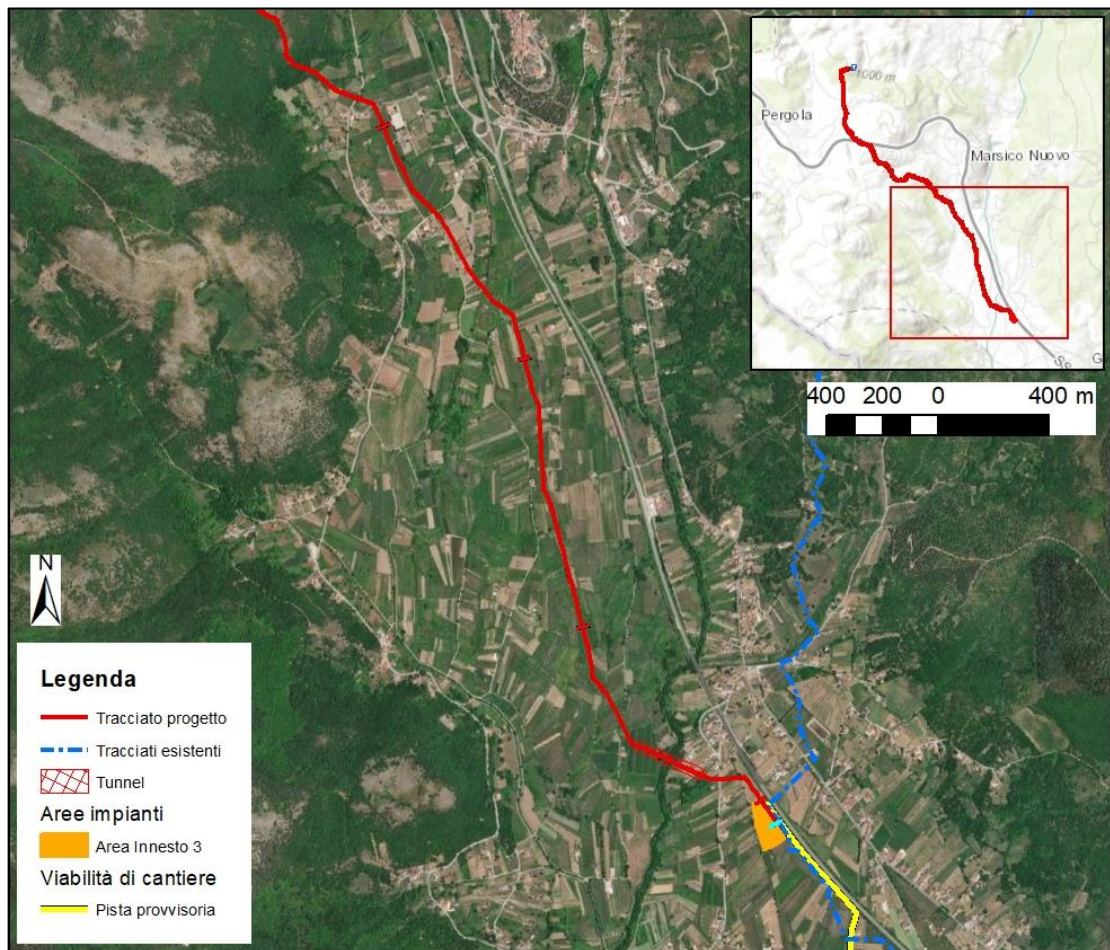 1000 m
Pergola
Marsico Nuovo
G
SS
400 200 0 400 m
N
Legenda
Tracciato progetto
Tracciati esistenti
Tunnel
Aree impianti
Area Innesto 3
Viabilità di cantiere
Pista provvisoria